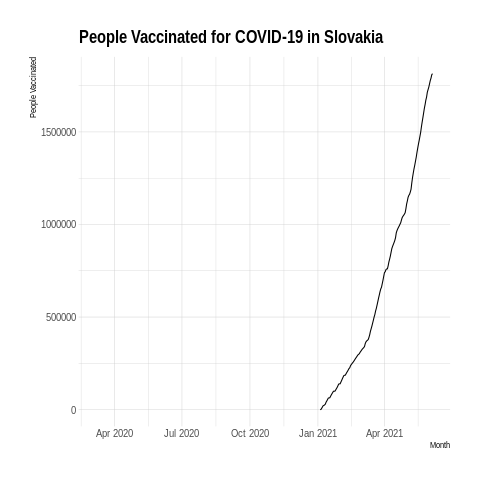 People Vaccinated for COVID-19 in Slovakia
People Vaccinated
1500000
1000000
500000
0
Apr 2020 Jul 2020 Oct 2020 Jan 2021 Apr 2021
Month